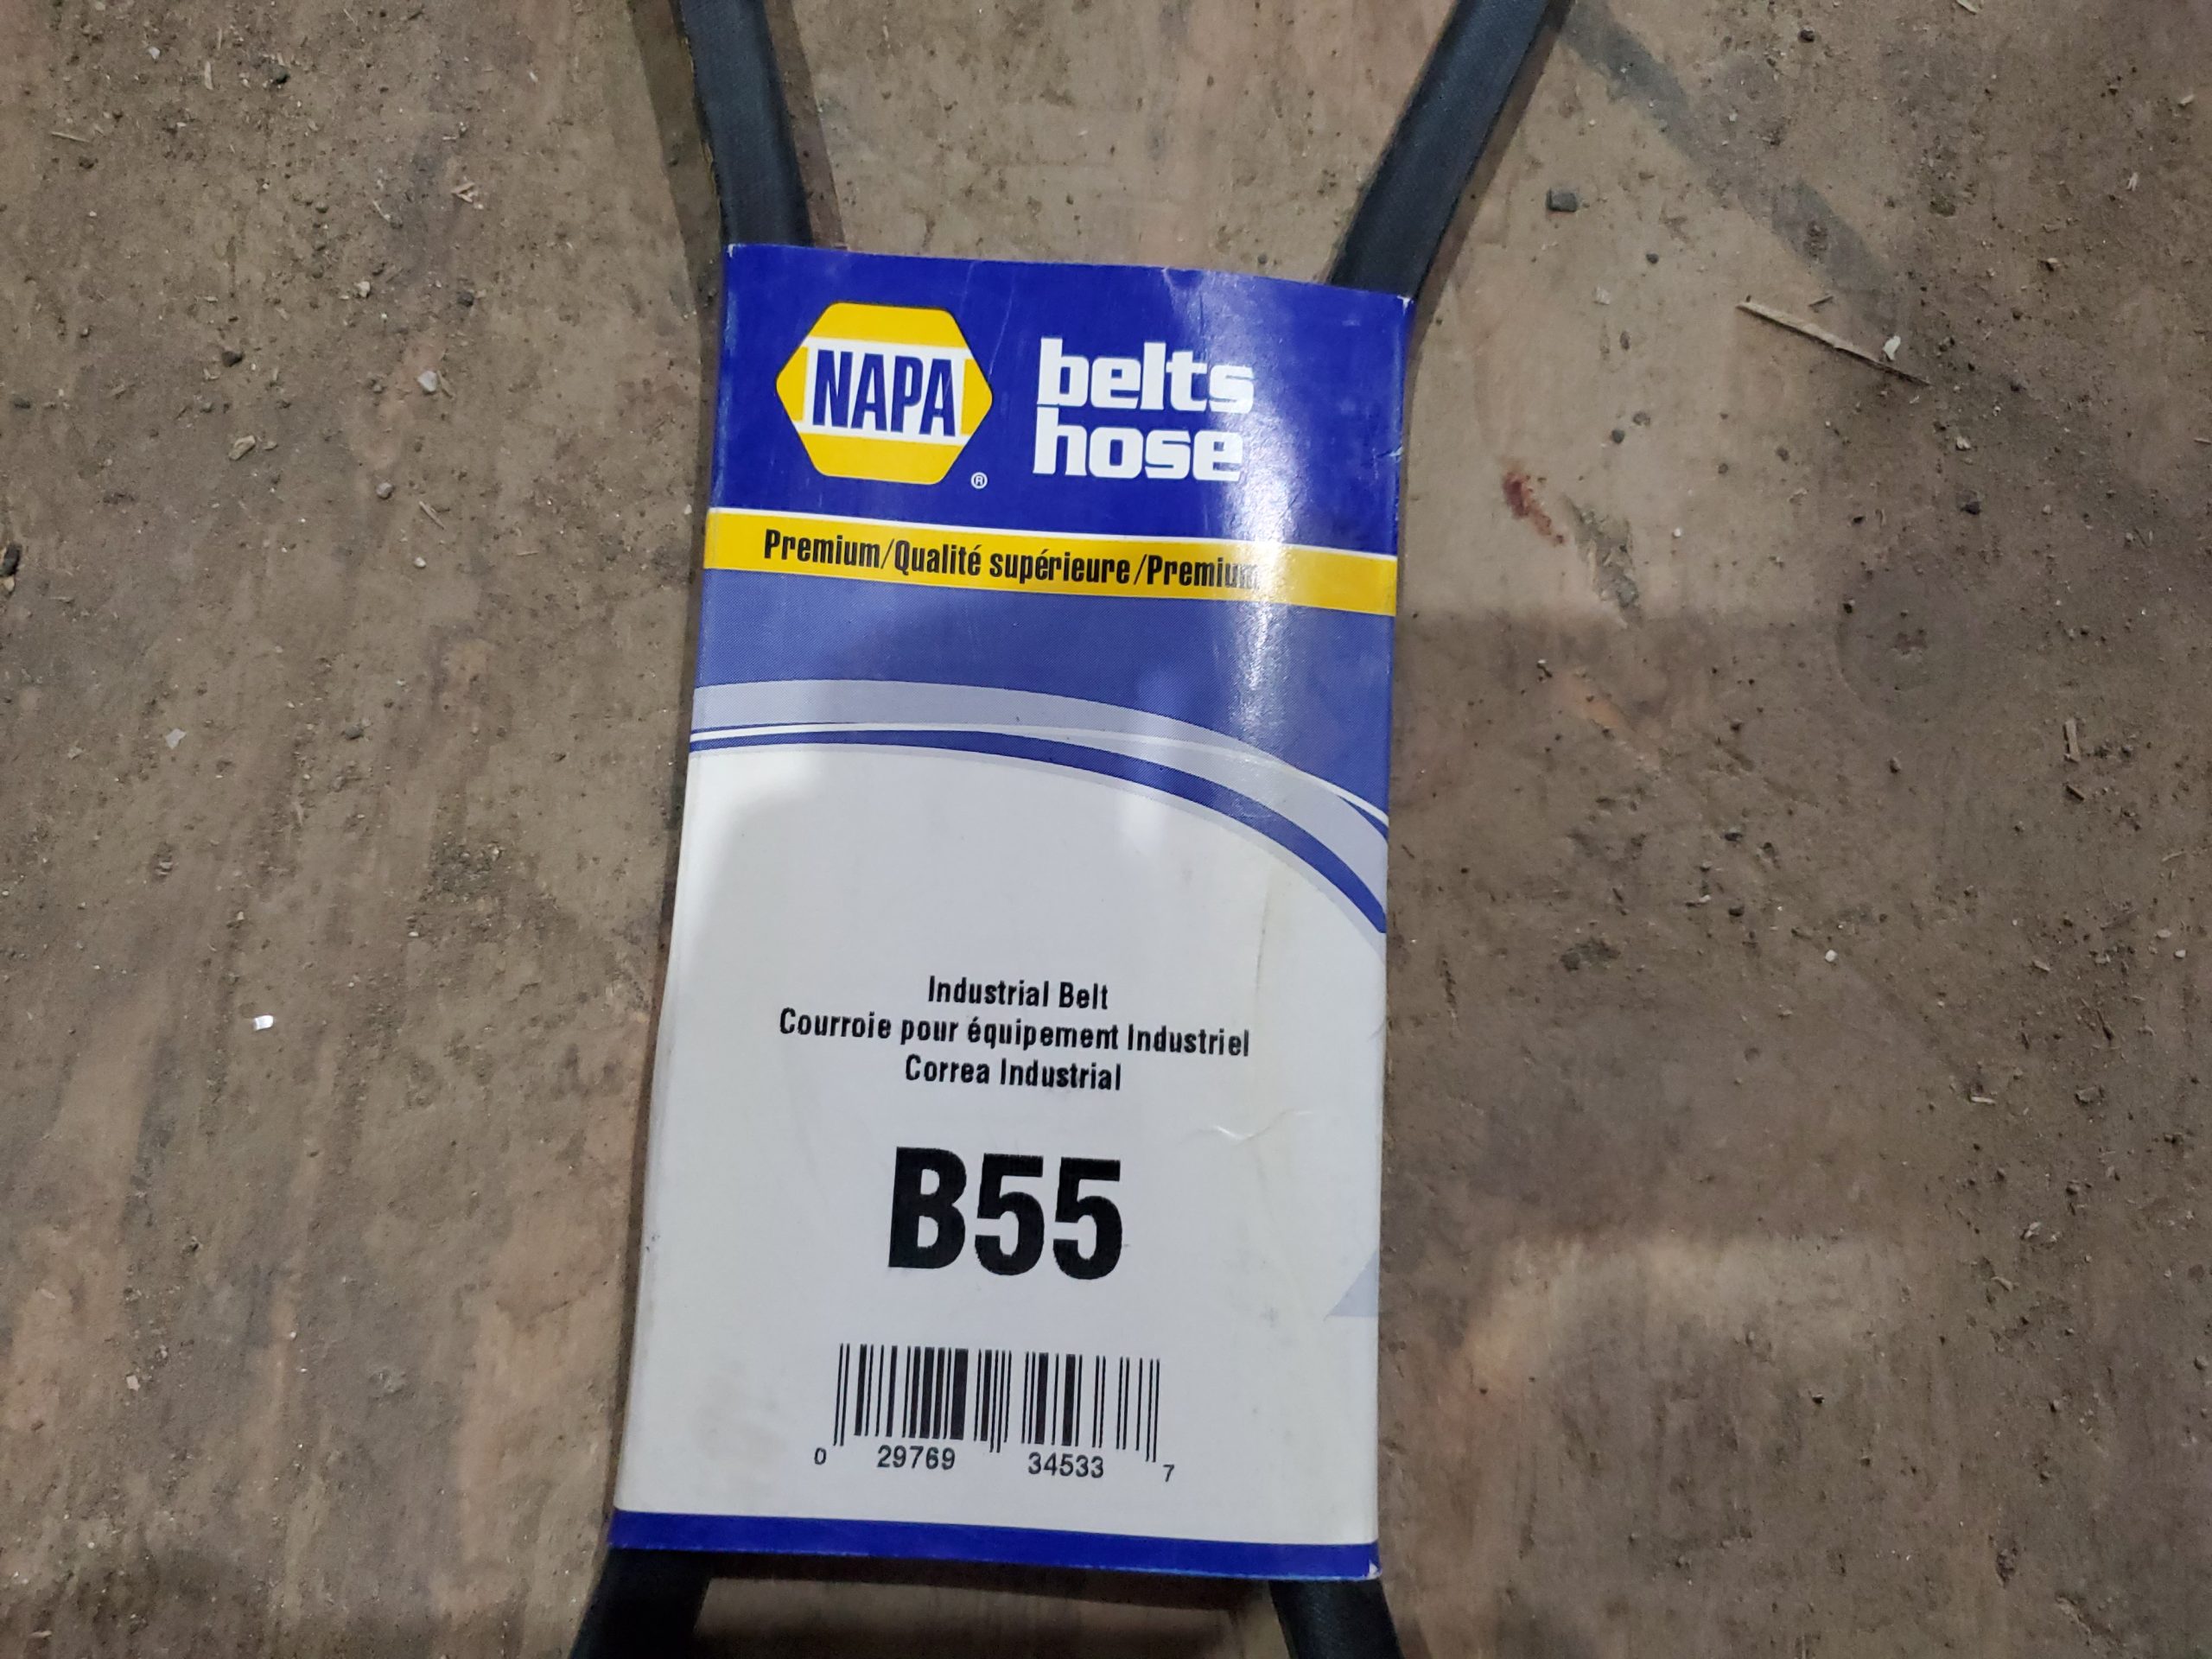 NAPA ®
belts
hose
Premium/Qualité supérieure/Premium
Industrial Belt
Courroie pour équipement Industriel
Correa Industrial
B55
0 29769 34533 7